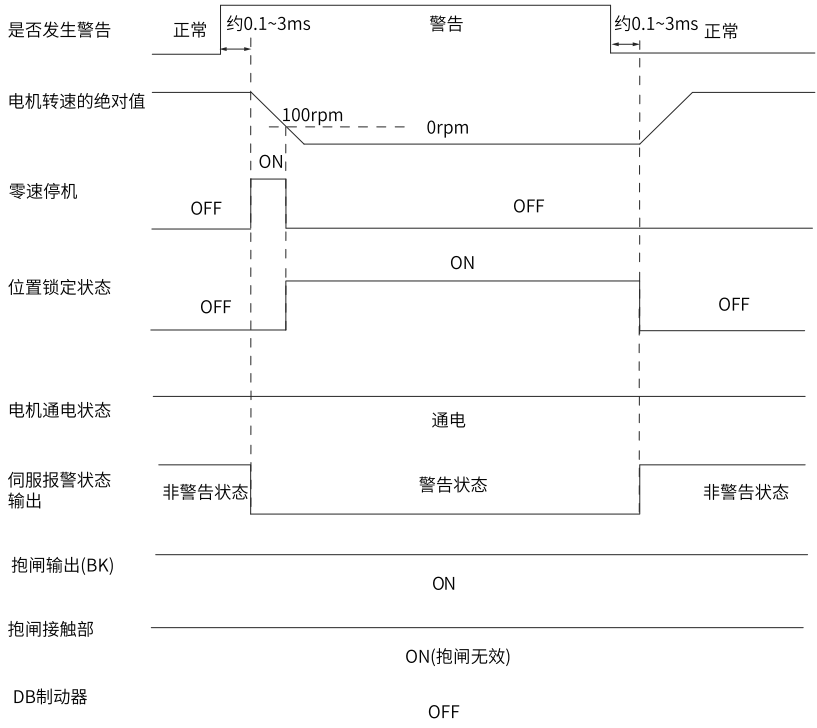 是否发生警告
正常
约0.1~3ms
警告
约0.1~3ms
正常
电机转速的绝对值
100rpm
0rpm
零速停机
ON
OFF
OFF
位置锁定状态
ON
OFF
OFF
电机通电状态
通电
伺服报警状态
输出
非警告状态
警告状态
非警告状态
抱闸输出(BK)
ON
抱闸接触部
ON(抱闸无效)
DB制动器
OFF